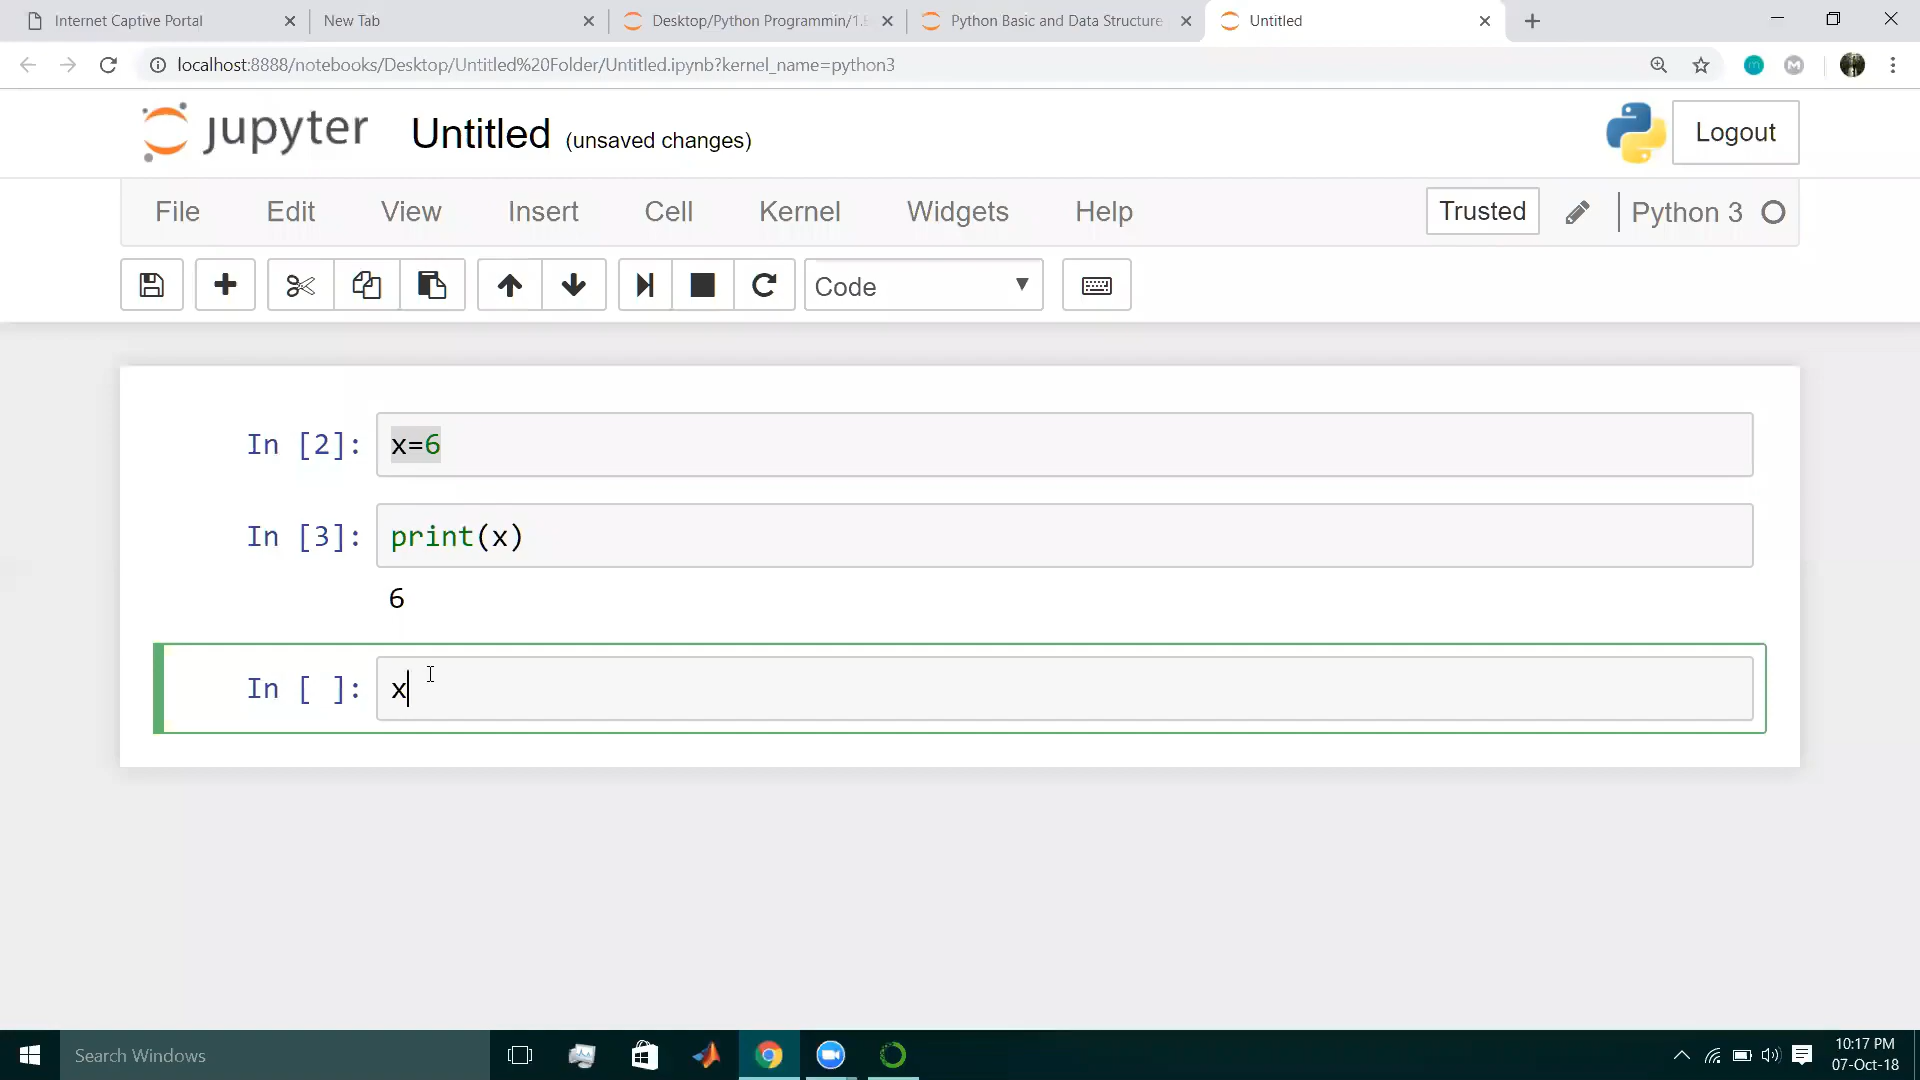 Internet Captive Portal
New Tab
Desktop/Python Programmin/1.
Python Basic and Data Structure
Untitled
localhost:8888/notebooks/Desktop/Untitled%20Folder/Untitled.ipynb?kernel_name=python3
jupyter Untitled (unsaved changes)
Logout
File Edit View Insert Cell Kernel Widgets Help
Trusted
Python 3
Code
In [2]: x=6
In [3]: print(x)
6
In [ ]: x
Search Windows
10:17 PM
07-Oct-18